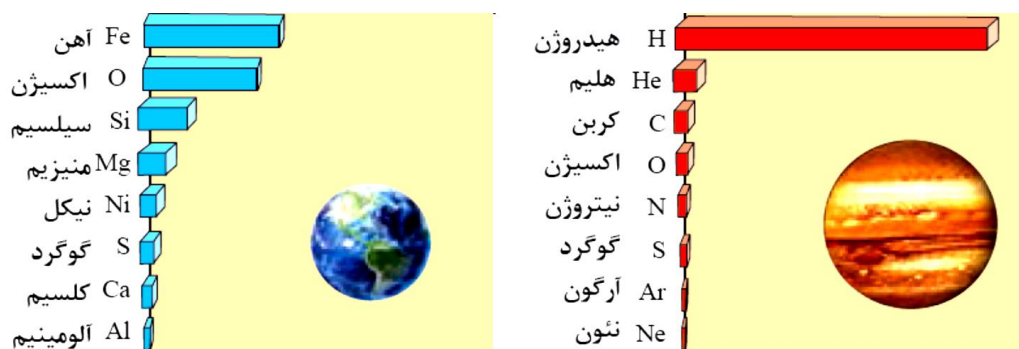 آهن Fe
اکسیژن O
سیلسیم Si
منیزیم Mg
نیکل Ni
گوگرد S
کلسیم Ca
آلومینیم Al
هیدروژن H
هلیم He
کربن C
اکسیژن O
نیتروژن N
گوگرد S
آرگون Ar
نئون Ne